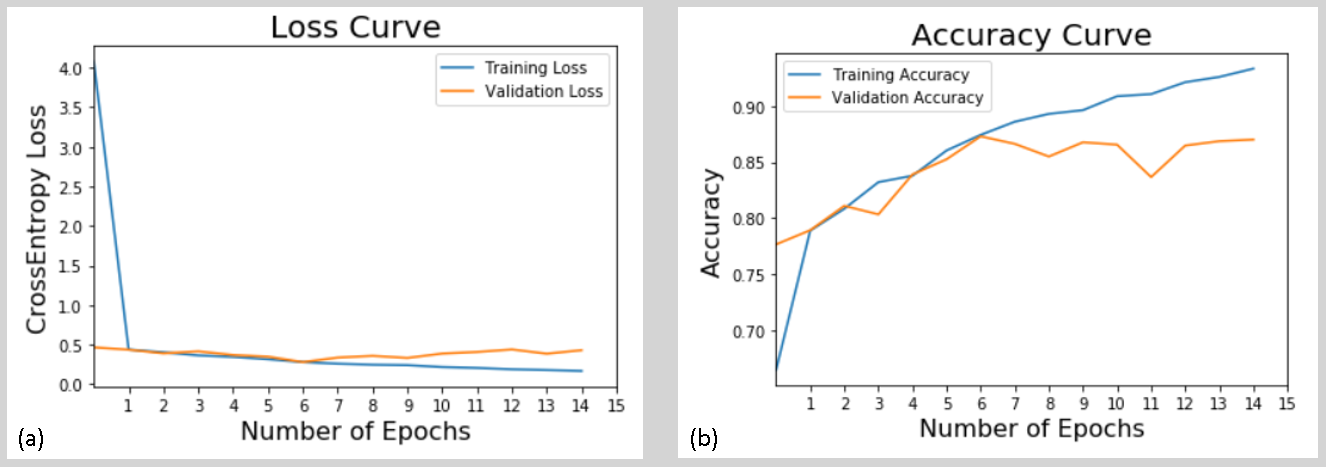 Loss Curve
CrossEntropy Loss
4.0
3.5
3.0
2.5
2.0
1.5
1.0
0.5
0.0
Training Loss
Validation Loss
1 2 3 4 5 6 7 8 9 10 11 12 13 14 15
Number of Epochs
(a)
Accuracy Curve
Accuracy
0.90
0.85
0.80
0.75
0.70
Training Accuracy
Validation Accuracy
1 2 3 4 5 6 7 8 9 10 11 12 13 14 15
Number of Epochs
(b)